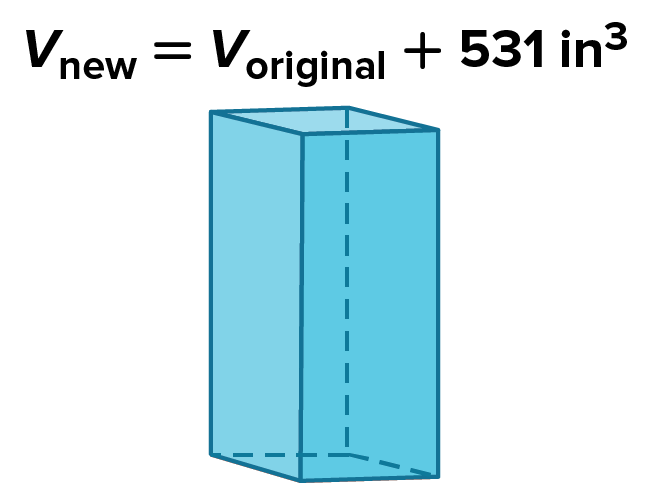 V_new = V_original + 531 in³